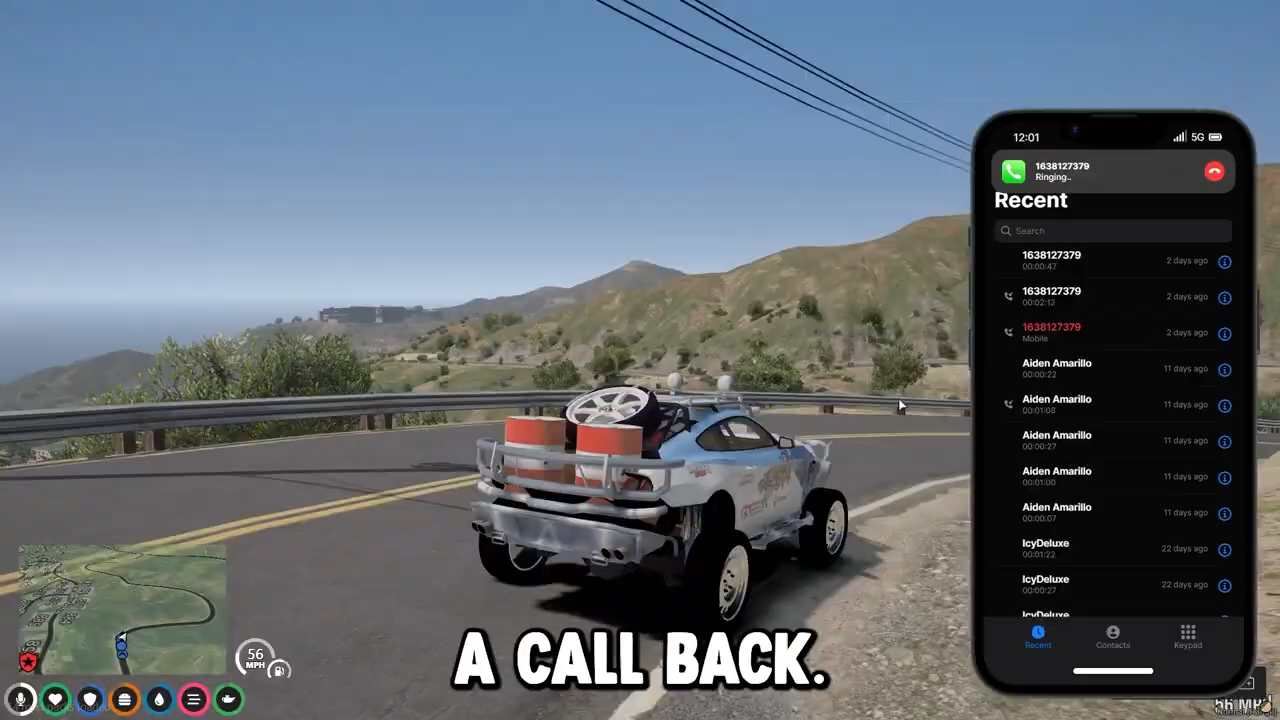 12:01
5G
1638127379
Ringing..
Recent
Search
1638127379
00:00:47
2 days ago
1638127379
00:02:12
2 days ago
1638127379
Mobile
2 days ago
Aiden Amarillo
00:00:22
11 days ago
Aiden Amarillo
00:01:08
11 days ago
Aiden Amarillo
00:00:27
11 days ago
Aiden Amarillo
00:01:00
11 days ago
Aiden Amarillo
00:00:07
11 days ago
IcyDeluxe
00:01:22
22 days ago
IcyDeluxe
00:00:27
22 days ago
IcyDeluxe
Recent
Contacts
Keypad
56
MPH
A CALL BACK.
56 MPH